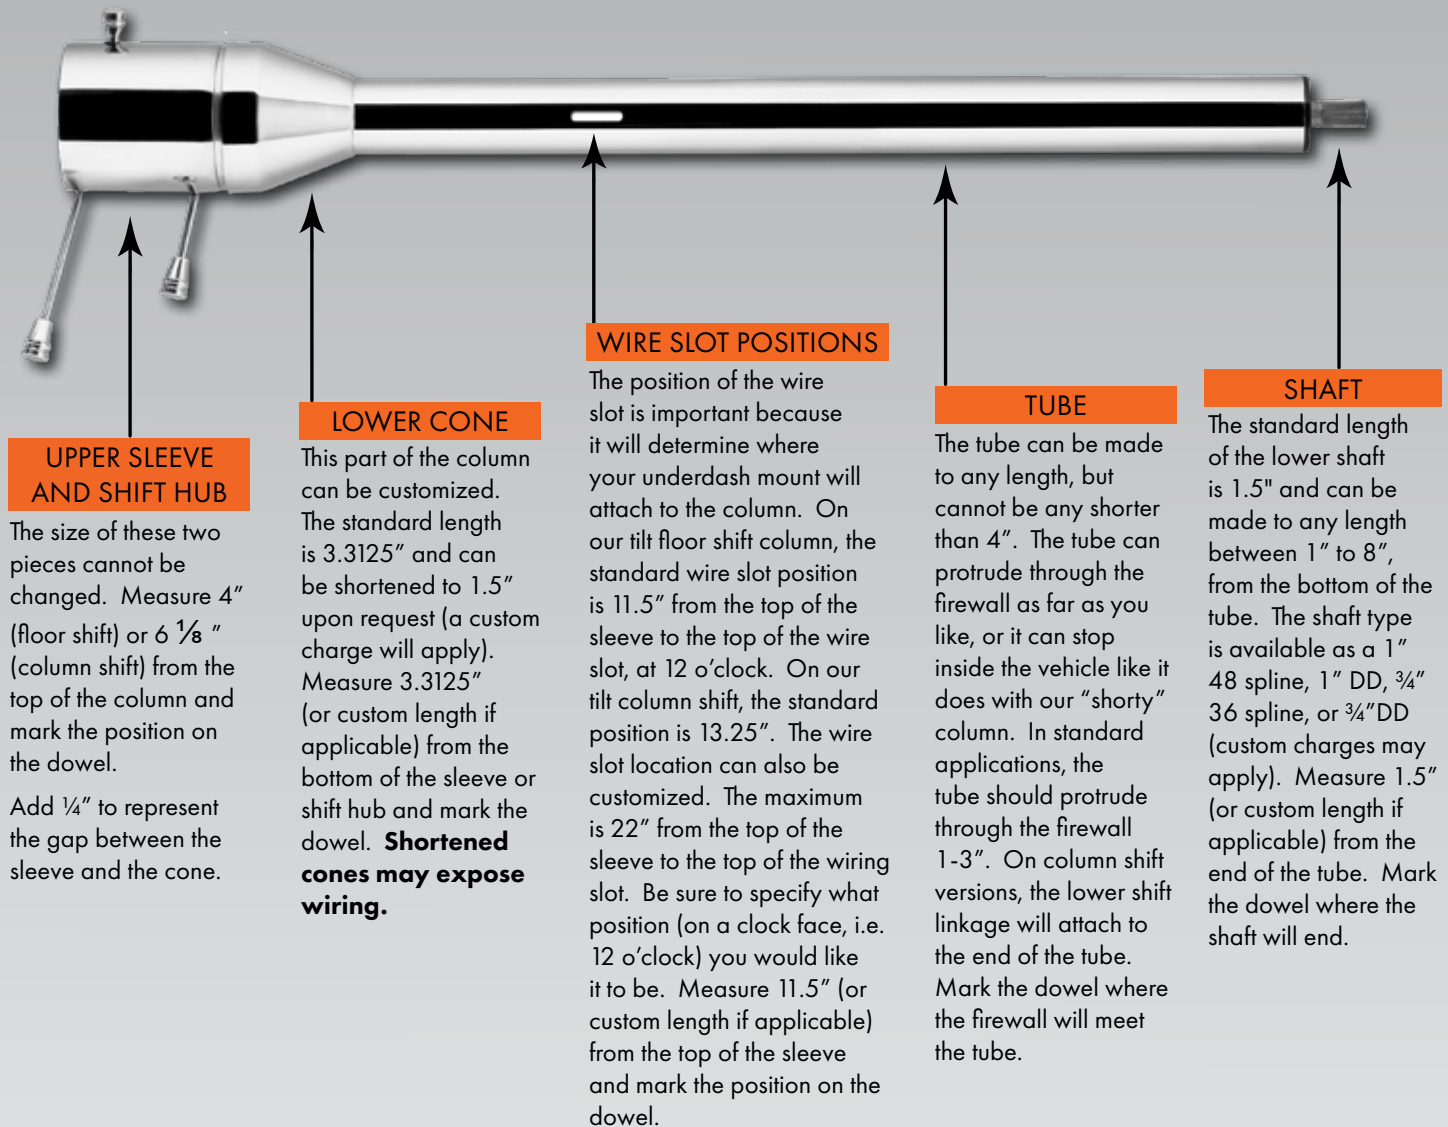 UPPER SLEEVE
AND SHIFT HUB
The size of these two
pieces cannot be
changed.  Measure 4”
(floor shift) or 6 ⅛ ”
(column shift) from the
top of the column and
mark the position on
the dowel.
Add ¼” to represent
the gap between the
sleeve and the cone.
LOWER CONE
This part of the column
can be customized.
The standard length
is 3.3125” and can
be shortened to 1.5”
upon request (a custom
charge will apply).
Measure 3.3125”
(or custom length if
applicable) from the
bottom of the sleeve or
shift hub and mark the
dowel.  Shortened
cones may expose
wiring.
WIRE SLOT POSITIONS
The position of the wire
slot is important because
it will determine where
your underdash mount will
attach to the column.  On
our tilt floor shift column, the
standard wire slot position
is 11.5” from the top of the
sleeve to the top of the wire
slot, at 12 o’clock.  On our
tilt column shift, the standard
position is 13.25”.  The wire
slot location can also be
customized.  The maximum
is 22” from the top of the
sleeve to the top of the wiring
slot.  Be sure to specify what
position (on a clock face, i.e.
12 o’clock) you would like
it to be.  Measure 11.5” (or
custom length if applicable)
from the top of the sleeve
and mark the position on the
dowel.
TUBE
The tube can be made
to any length, but
cannot be any shorter
than 4”.  The tube can
protrude through the
firewall as far as you
like, or it can stop
inside the vehicle like it
does with our “shorty”
column.  In standard
applications, the
tube should protrude
through the firewall
1-3”.  On column shift
versions, the lower shift
linkage will attach to
the end of the tube.
Mark the dowel where
the firewall will meet
the tube.
SHAFT
The standard length
of the lower shaft
is 1.5" and can be
made to any length
between 1” to 8”,
from the bottom of the
tube.  The shaft type
is available as a 1”
48 spline, 1” DD, ¾”
36 spline, or ¾”DD
(custom charges may
apply).  Measure 1.5”
(or custom length if
applicable) from the
end of the tube.  Mark
the dowel where the
shaft will end.